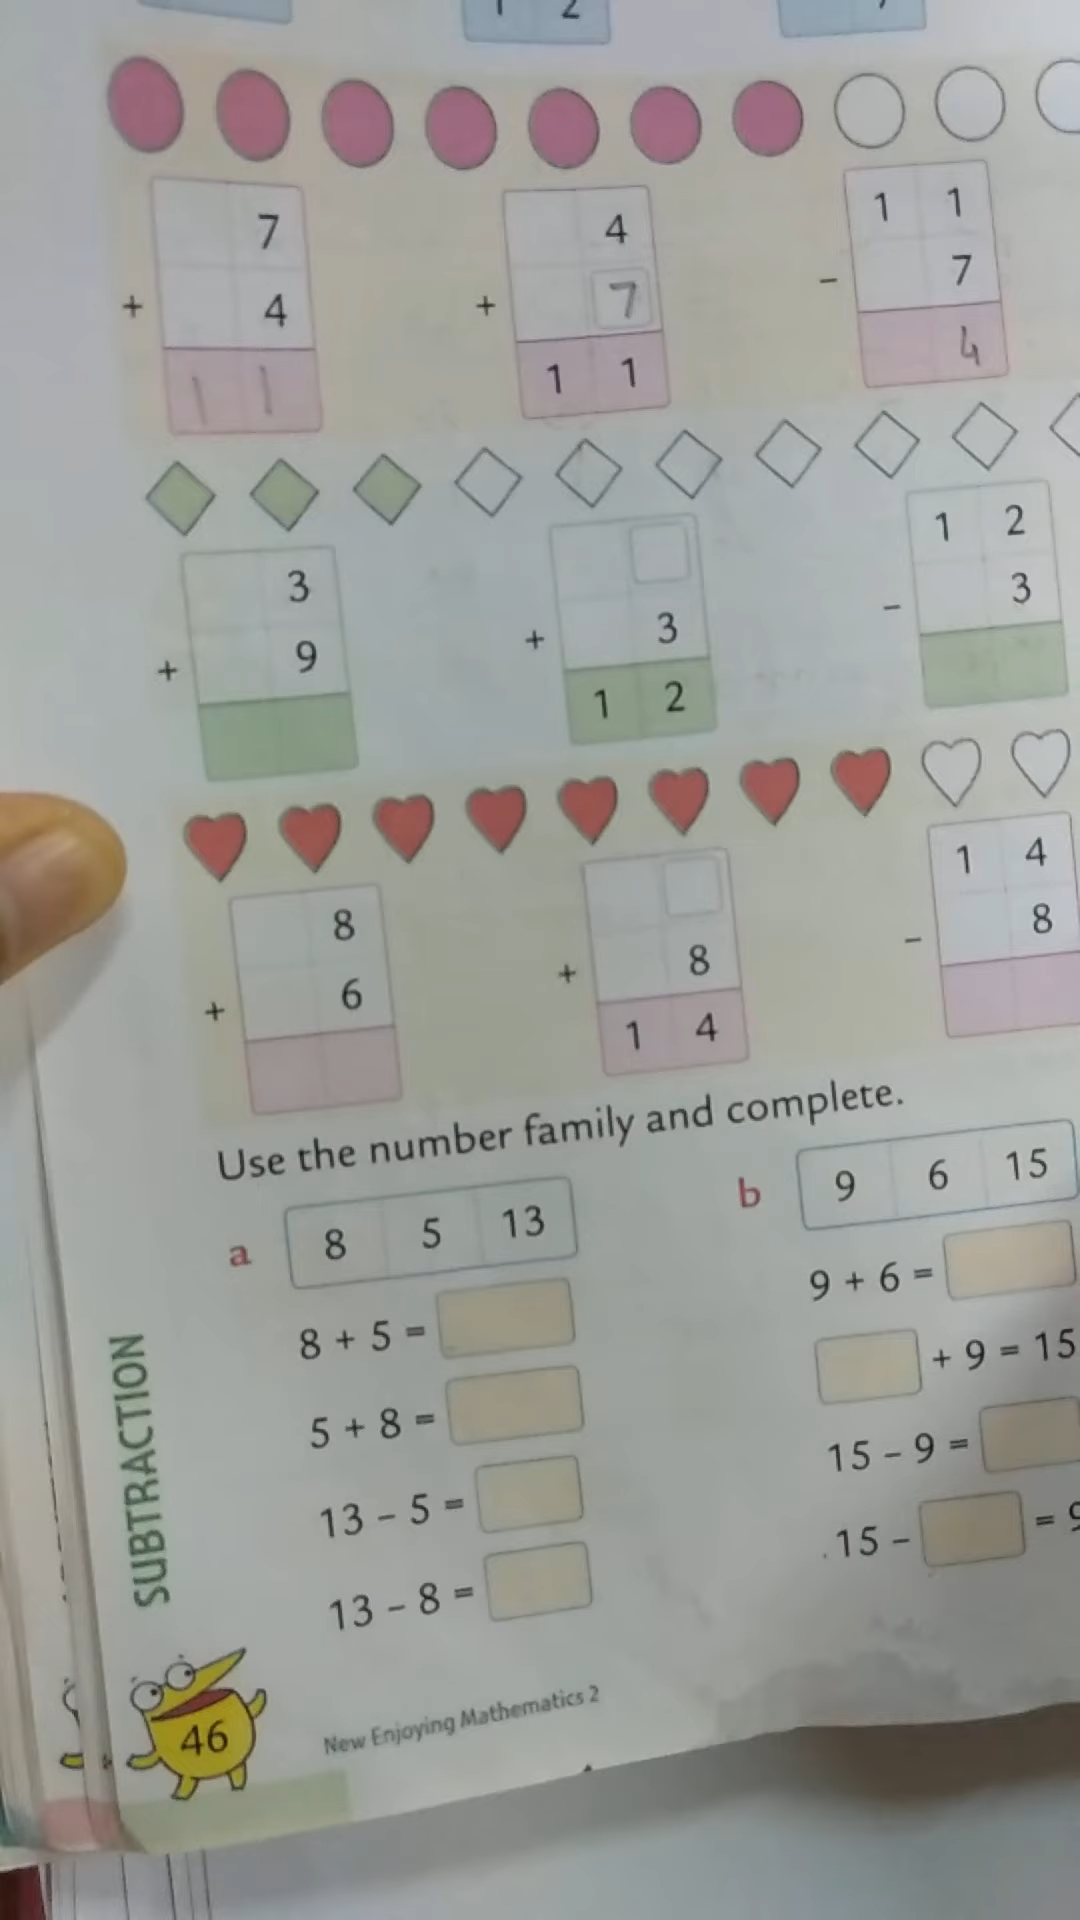 1 2
7 4 1 1
+ 4 + 7 - 7
1 1 1 1 4
3 1 2
+ 9 + 3 - 3
1 2
8 1 4
+ 6 + 8 - 8
1 4
Use the number family and complete.
a 8 5 13
8 + 5 =
5 + 8 =
13 - 5 =
13 - 8 =
b 9 6 15
9 + 6 =
+ 9 = 15
15 - 9 =
15 - =
SUBTRACTION
46
New Enjoying Mathematics 2